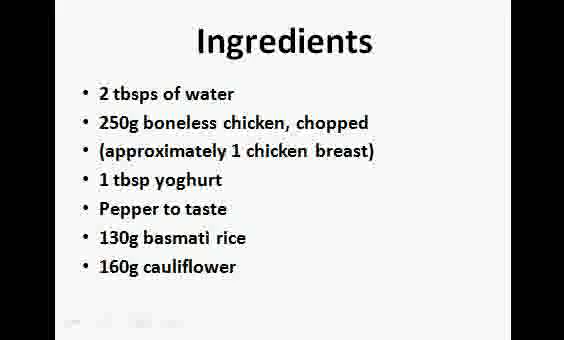 Ingredients
• 2 tbsps of water
• 250g boneless chicken, chopped
• (approximately 1 chicken breast)
• 1 tbsp yoghurt
• Pepper to taste
• 130g basmati rice
• 160g cauliflower